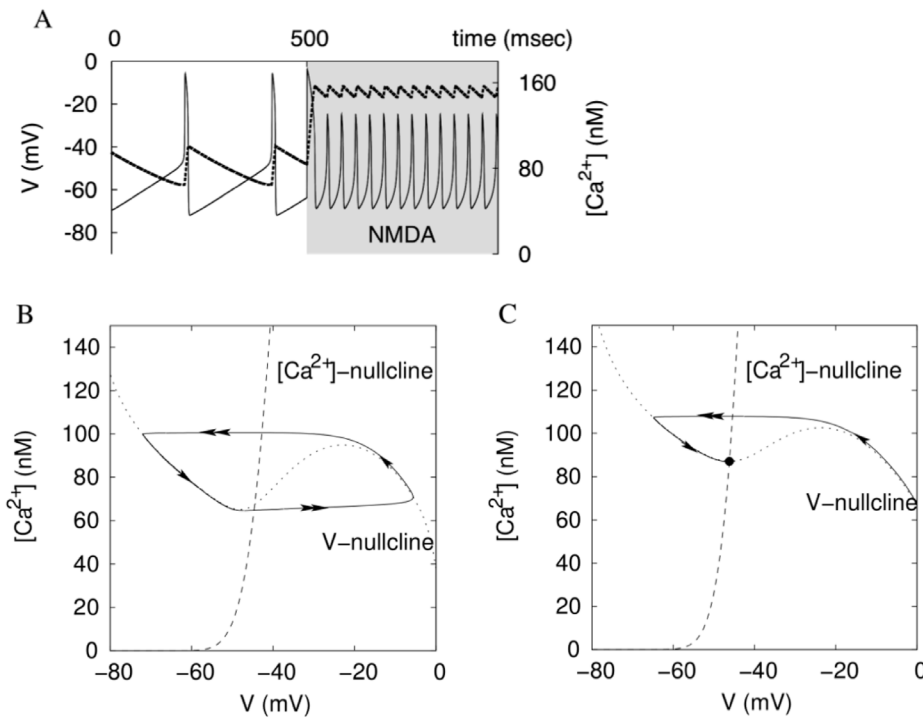 A
0 500 time (msec)
0 160
-20
-40 80
-60
-80 0
V (mV)
[Ca2+] (nM)
NMDA
B
140
120
100
80
60
40
20
0
−80 −60 −40 −20 0
[Ca2+] (nM)
V (mV)
[Ca2+]−nullcline
V−nullcline
C
140
120
100
80
60
40
20
0
−80 −60 −40 −20 0
[Ca2+] (nM)
V (mV)
[Ca2+]−nullcline
V−nullcline